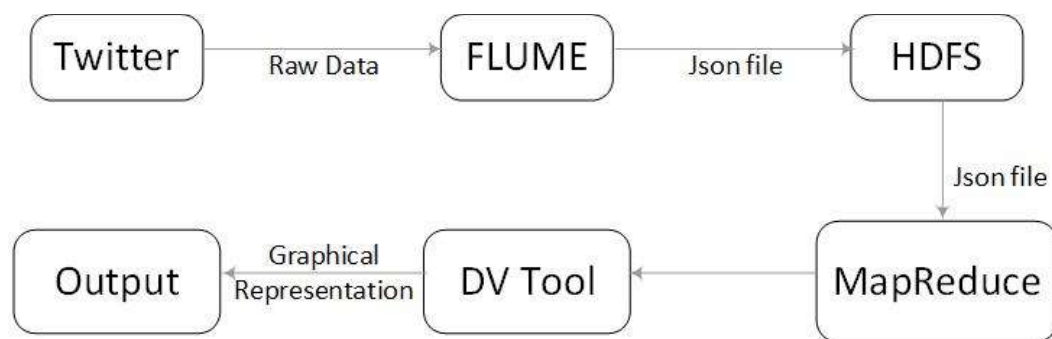 Twitter
Raw Data
FLUME
Json file
HDFS
Json file
MapReduce
DV Tool
Graphical
Representation
Output